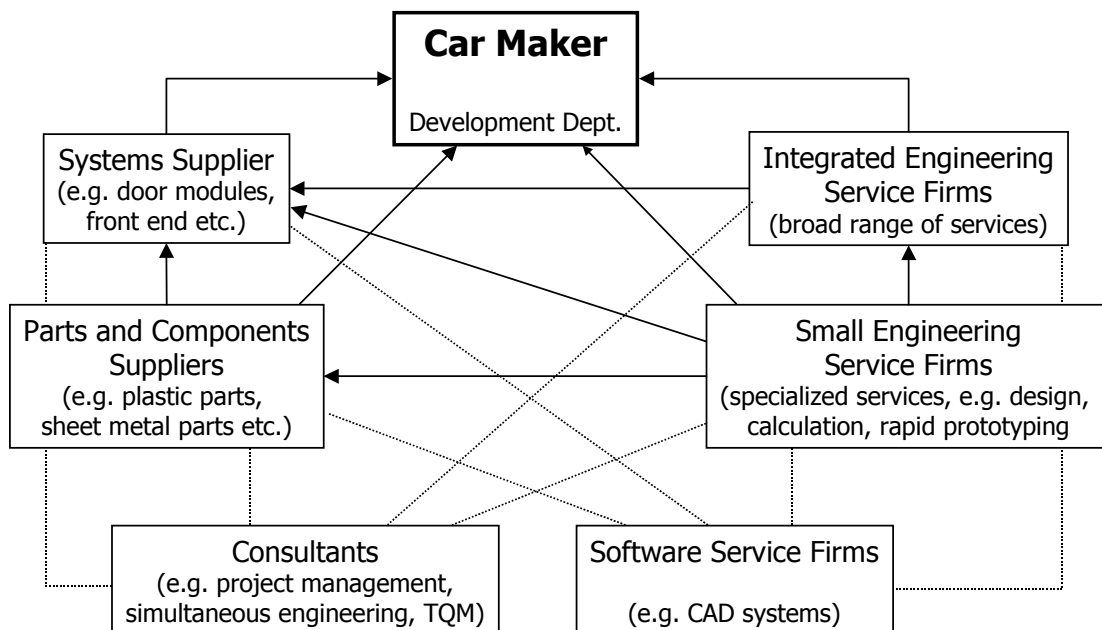 Car Maker
Development Dept.
Systems Supplier
(e.g. door modules,
front end etc.)
Integrated Engineering
Service Firms
(broad range of services)
Parts and Components
Suppliers
(e.g. plastic parts,
sheet metal parts etc.)
Small Engineering
Service Firms
(specialized services, e.g. design,
calculation, rapid prototyping
Consultants
(e.g. project management,
simultaneous engineering, TQM)
Software Service Firms
(e.g. CAD systems)